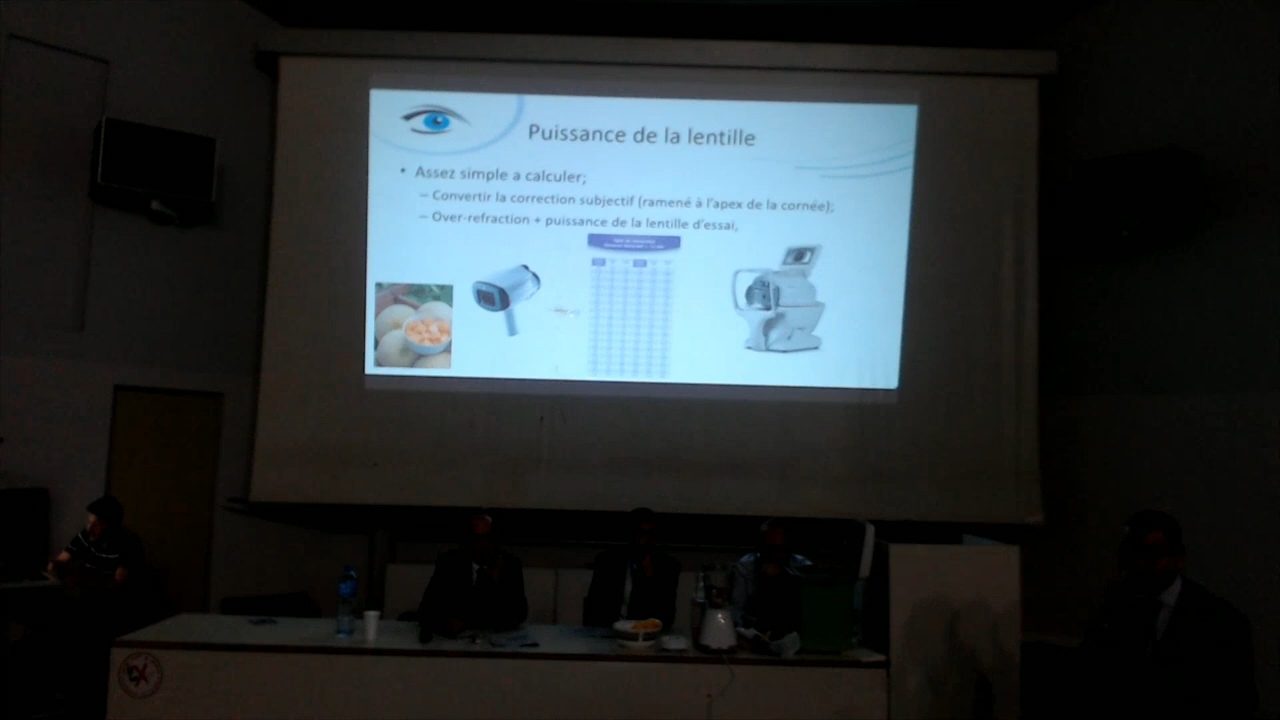 Puissance de la lentille
• Assez simple a calculer;
– Convertir la correction subjectif (ramené à l'apex de la cornée);
– Over-refraction + puissance de la lentille d'essai,